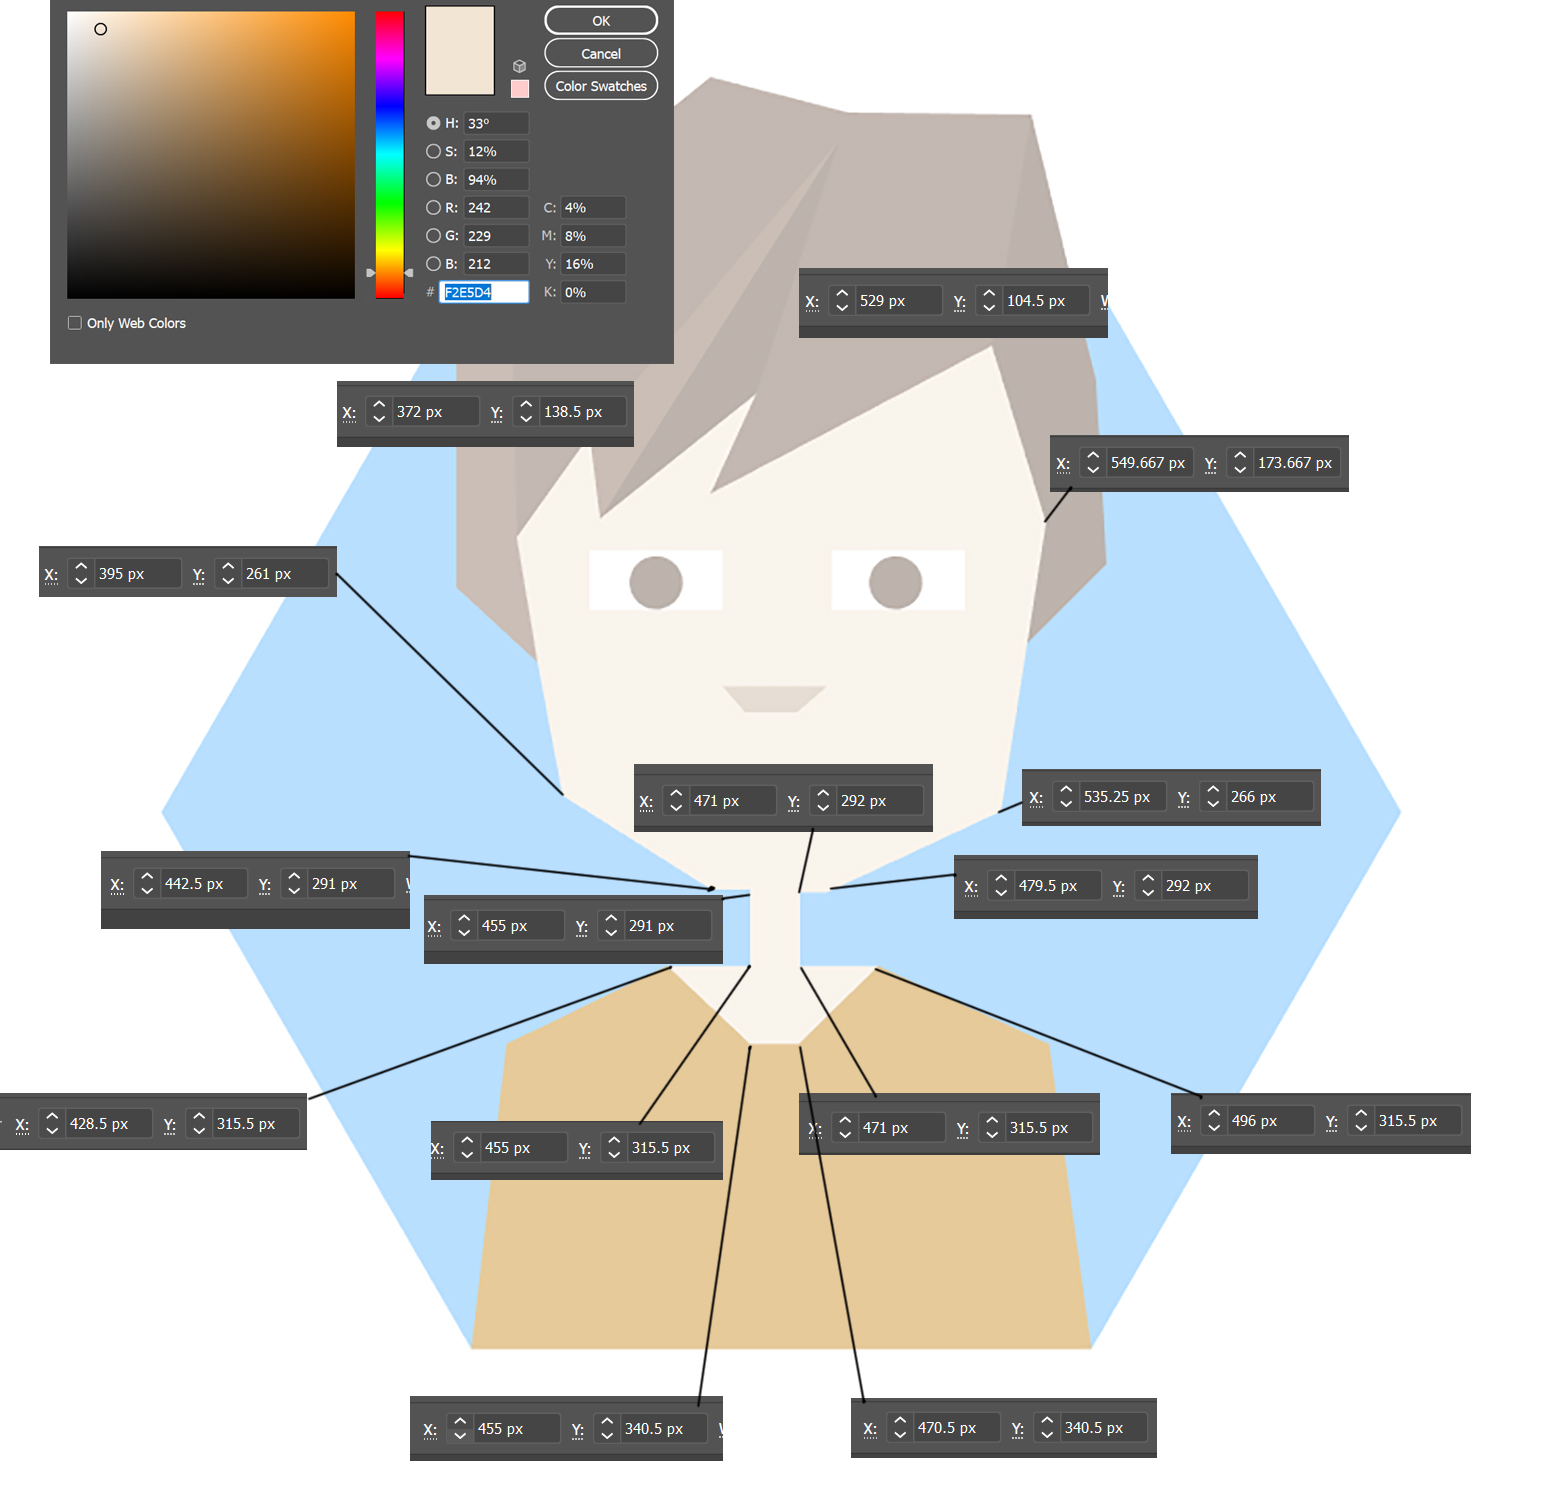 OK
Cancel
Color Swatches
H: 33°
S: 12%
B: 94%
R: 242 C: 4%
G: 229 M: 8%
B: 212 Y: 16%
# F2E5D4 K: 0%
Only Web Colors
X: 529 px Y: 104.5 px W
X: 372 px Y: 138.5 px
X: 549.667 px Y: 173.667 px
X: 395 px Y: 261 px
X: 471 px Y: 292 px
X: 535.25 px Y: 266 px
X: 442.5 px Y: 291 px
X: 479.5 px Y: 292 px
X: 455 px Y: 291 px
X: 428.5 px Y: 315.5 px
X: 455 px Y: 315.5 px
X: 471 px Y: 315.5 px
X: 496 px Y: 315.5 px
X: 455 px Y: 340.5 px
X: 470.5 px Y: 340.5 px